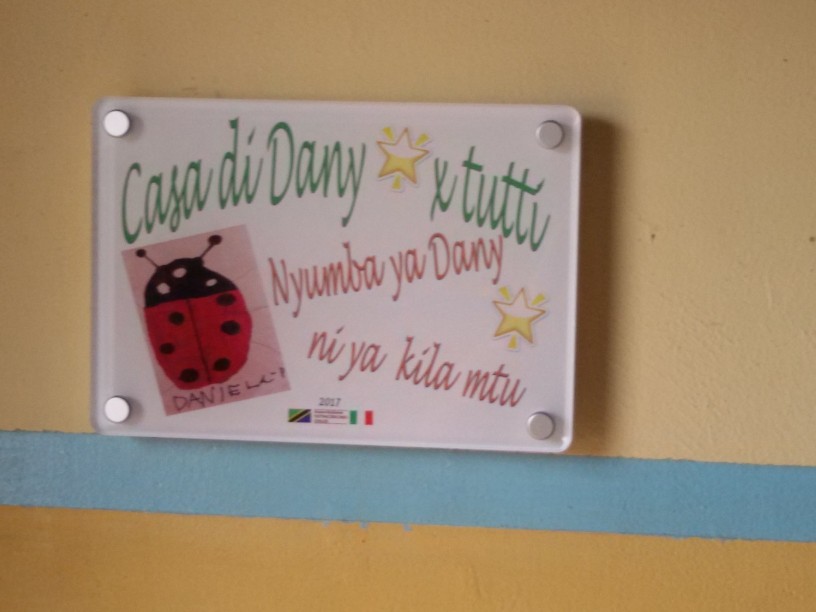 Casa di Dany x tutti
Nyumba ya Dany
ni ya kila mtu
DANIELA
2017